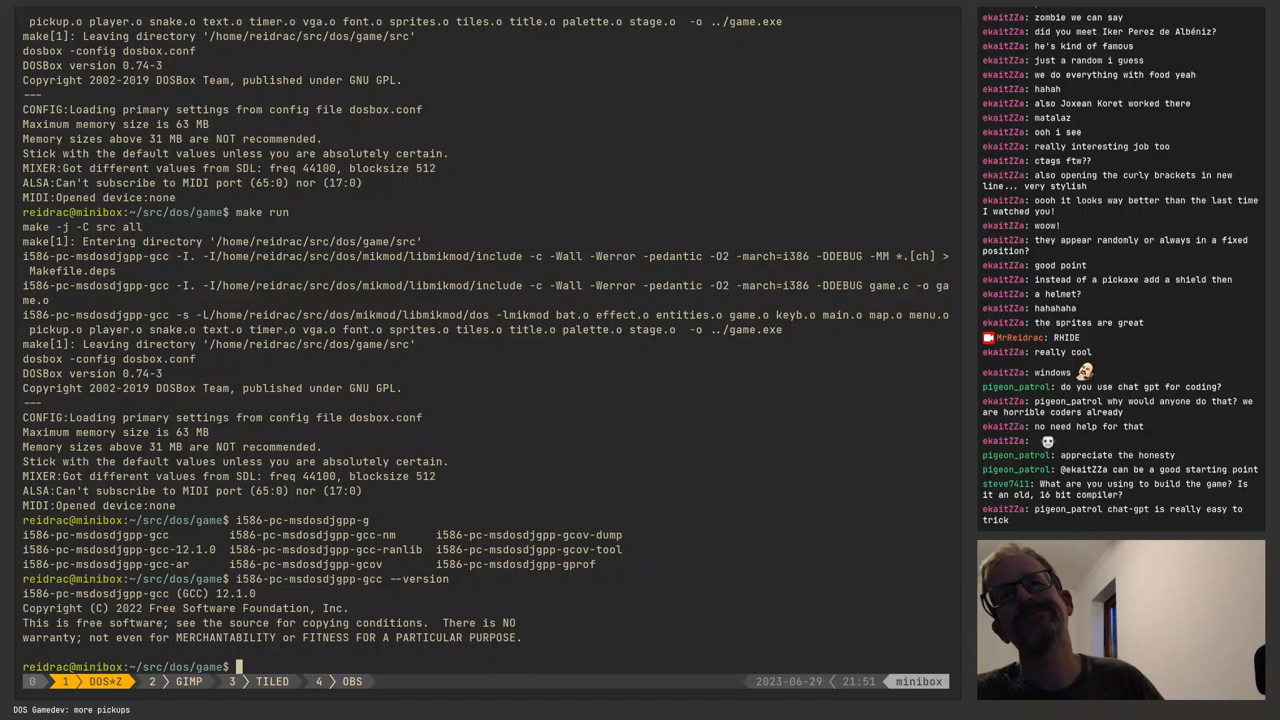 pickup.o player.o snake.o text.o timer.o vga.o font.o sprites.o tiles.o title.o palette.o stage.o  -o ../game.exe
make[1]: Leaving directory '/home/reidrac/src/dos/game/src'
dosbox -config dosbox.conf
DOSBox version 0.74-3
Copyright 2002-2019 DOSBox Team, published under GNU GPL.
---
CONFIG:Loading primary settings from config file dosbox.conf
Maximum memory size is 63 MB
Memory sizes above 31 MB are NOT recommended.
Stick with the default values unless you are absolutely certain.
MIXER:Got different values from SDL: freq 44100, blocksize 512
ALSA:Can't subscribe to MIDI port (65:0) nor (17:0)
MIDI:Opened device:none
reidrac@minibox:~/src/dos/game$ make run
make -j -C src all
make[1]: Entering directory '/home/reidrac/src/dos/game/src'
i586-pc-msdosdjgpp-gcc -I. -I/home/reidrac/src/dos/mikmod/libmikmod/include -c -Wall -Werror -pedantic -O2 -march=i386 -DDEBUG -MM *.[ch] >
Makefile.deps
i586-pc-msdosdjgpp-gcc -I. -I/home/reidrac/src/dos/mikmod/libmikmod/include -c -Wall -Werror -pedantic -O2 -march=i386 -DDEBUG game.c -o ga
me.o
i586-pc-msdosdjgpp-gcc -s -L/home/reidrac/src/dos/mikmod/libmikmod/dos -lmikmod bat.o effect.o entities.o game.o keyb.o main.o map.o menu.o
pickup.o player.o snake.o text.o timer.o vga.o font.o sprites.o tiles.o title.o palette.o stage.o  -o ../game.exe
make[1]: Leaving directory '/home/reidrac/src/dos/game/src'
dosbox -config dosbox.conf
DOSBox version 0.74-3
Copyright 2002-2019 DOSBox Team, published under GNU GPL.
---
CONFIG:Loading primary settings from config file dosbox.conf
Maximum memory size is 63 MB
Memory sizes above 31 MB are NOT recommended.
Stick with the default values unless you are absolutely certain.
MIXER:Got different values from SDL: freq 44100, blocksize 512
ALSA:Can't subscribe to MIDI port (65:0) nor (17:0)
MIDI:Opened device:none
reidrac@minibox:~/src/dos/game$ i586-pc-msdosdjgpp-g
i586-pc-msdosdjgpp-gcc         i586-pc-msdosdjgpp-gcc-nm      i586-pc-msdosdjgpp-gcov-dump
i586-pc-msdosdjgpp-gcc-12.1.0  i586-pc-msdosdjgpp-gcc-ranlib  i586-pc-msdosdjgpp-gcov-tool
i586-pc-msdosdjgpp-gcc-ar      i586-pc-msdosdjgpp-gcov        i586-pc-msdosdjgpp-gprof
reidrac@minibox:~/src/dos/game$ i586-pc-msdosdjgpp-gcc --version
i586-pc-msdosdjgpp-gcc (GCC) 12.1.0
Copyright (C) 2022 Free Software Foundation, Inc.
This is free software; see the source for copying conditions.  There is NO
warranty; not even for MERCHANTABILITY or FITNESS FOR A PARTICULAR PURPOSE.
reidrac@minibox:~/src/dos/game$
0 1 DOS*Z 2 GIMP 3 TILED 4 OBS 2023-06-29 21:51 minibox
DOS Gamedev: more pickups
ekaitZZa: zombie we can say
ekaitZZa: did you meet Iker Perez de Albéniz?
ekaitZZa: he's kind of famous
ekaitZZa: just a random i guess
ekaitZZa: we do everything with food yeah
ekaitZZa: hahah
ekaitZZa: also Joxean Koret worked there
ekaitZZa: matalaz
ekaitZZa: ooh i see
ekaitZZa: really interesting job too
ekaitZZa: ctags ftw??
ekaitZZa: also opening the curly brackets in new
line... very stylish
ekaitZZa: oooh it looks way better than the last time
I watched you!
ekaitZZa: woow!
ekaitZZa: they appear randomly or always in a fixed
position?
ekaitZZa: good point
ekaitZZa: instead of a pickaxe add a shield then
ekaitZZa: a helmet?
ekaitZZa: hahahaha
ekaitZZa: the sprites are great
MrReidrac: RHIDE
ekaitZZa: really cool
ekaitZZa: windows
pigeon_patrol: do you use chat gpt for coding?
ekaitZZa: pigeon_patrol why would anyone do that? we
are horrible coders already
ekaitZZa: no need help for that
ekaitZZa:
pigeon_patrol: appreciate the honesty
pigeon_patrol: @ekaitZZa can be a good starting point
steve7411: What are you using to build the game? Is
it an old, 16 bit compiler?
ekaitZZa: pigeon_patrol chat-gpt is really easy to
trick